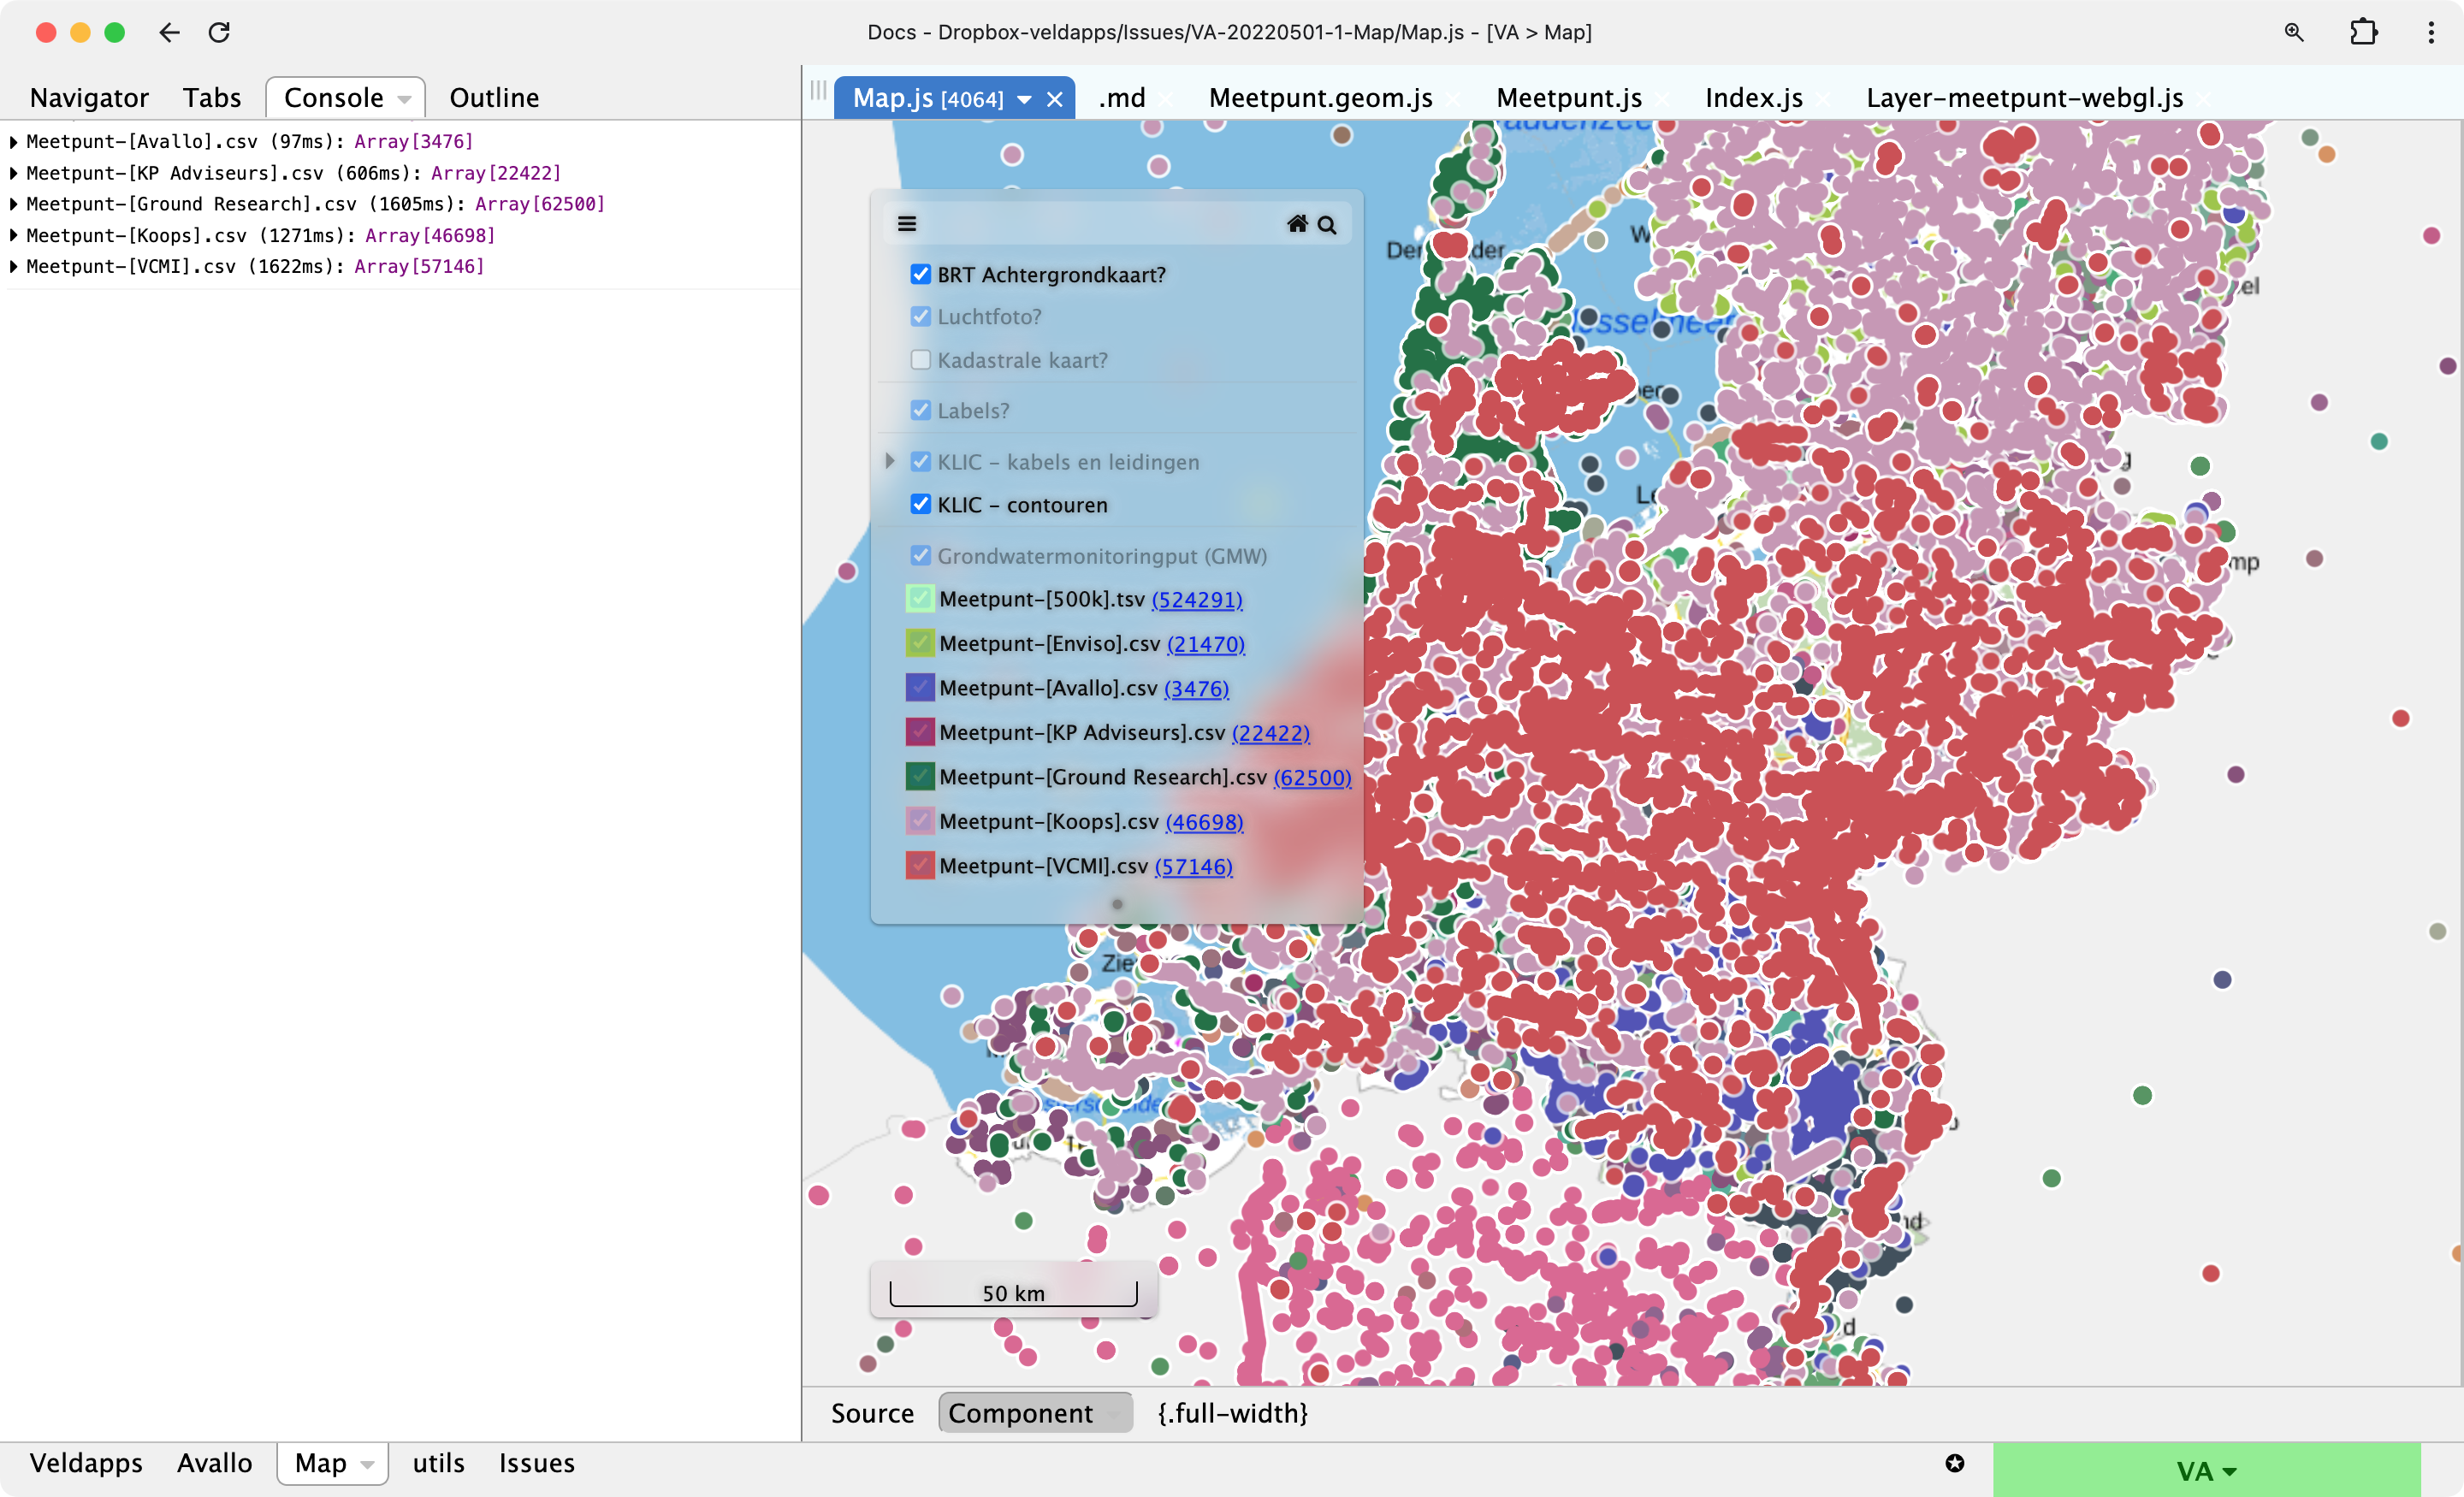 Docs - Dropbox-veldapps/Issues/VA-20220501-1-Map/Map.js - [VA > Map]
Navigator Tabs Console Outline
Map.js [4064] .md Meetpunt.geom.js Meetpunt.js Index.js Layer-meetpunt-webgl.js
Meetpunt-[Avallo].csv (97ms): Array[3476]
Meetpunt-[KP Adviseurs].csv (606ms): Array[22422]
Meetpunt-[Ground Research].csv (1605ms): Array[62500]
Meetpunt-[Koops].csv (1271ms): Array[46698]
Meetpunt-[VCMI].csv (1622ms): Array[57146]
BRT Achtergrondkaart?
Luchtfoto?
Kadastrale kaart?
Labels?
KLIC - kabels en leidingen
KLIC - contouren
Grondwatermonitoringput (GMW)
Meetpunt-[500k].tsv (524291)
Meetpunt-[Enviso].csv (21470)
Meetpunt-[Avallo].csv (3476)
Meetpunt-[KP Adviseurs].csv (22422)
Meetpunt-[Ground Research].csv (62500)
Meetpunt-[Koops].csv (46698)
Meetpunt-[VCMI].csv (57146)
50 km
Source Component {.full-width}
Veldapps Avallo Map utils Issues
VA